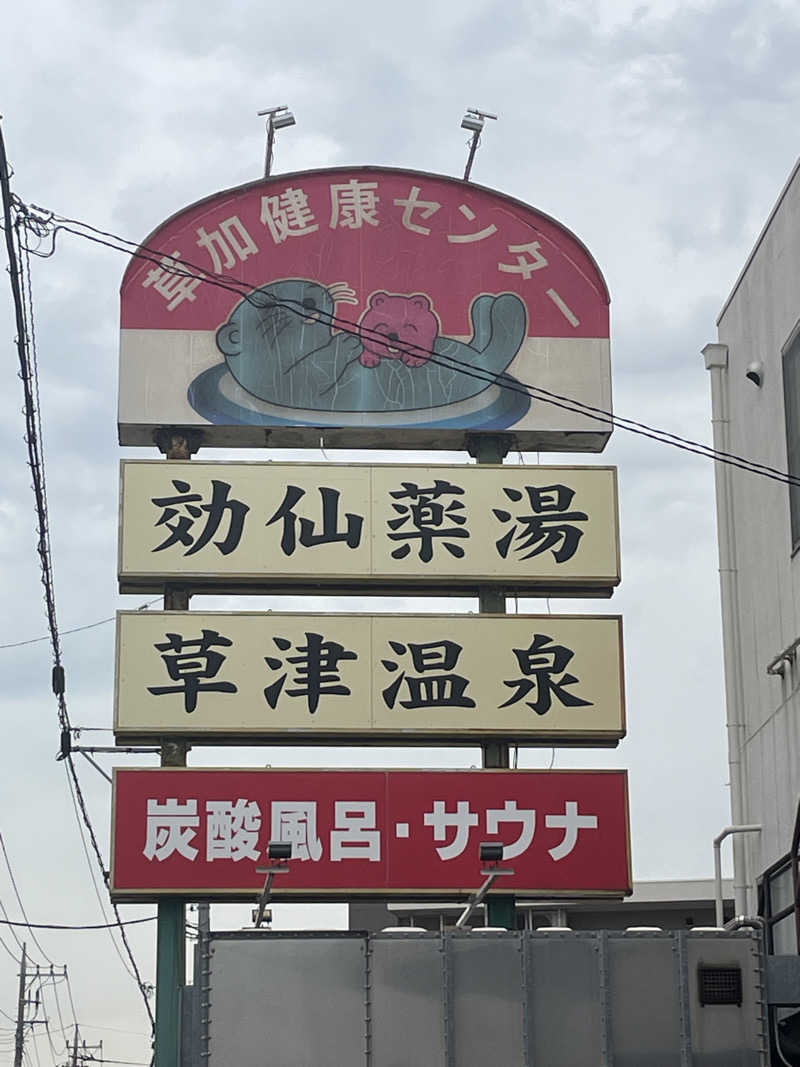 草加健康センター
効仙薬湯
草津温泉
炭酸風呂・サウナ